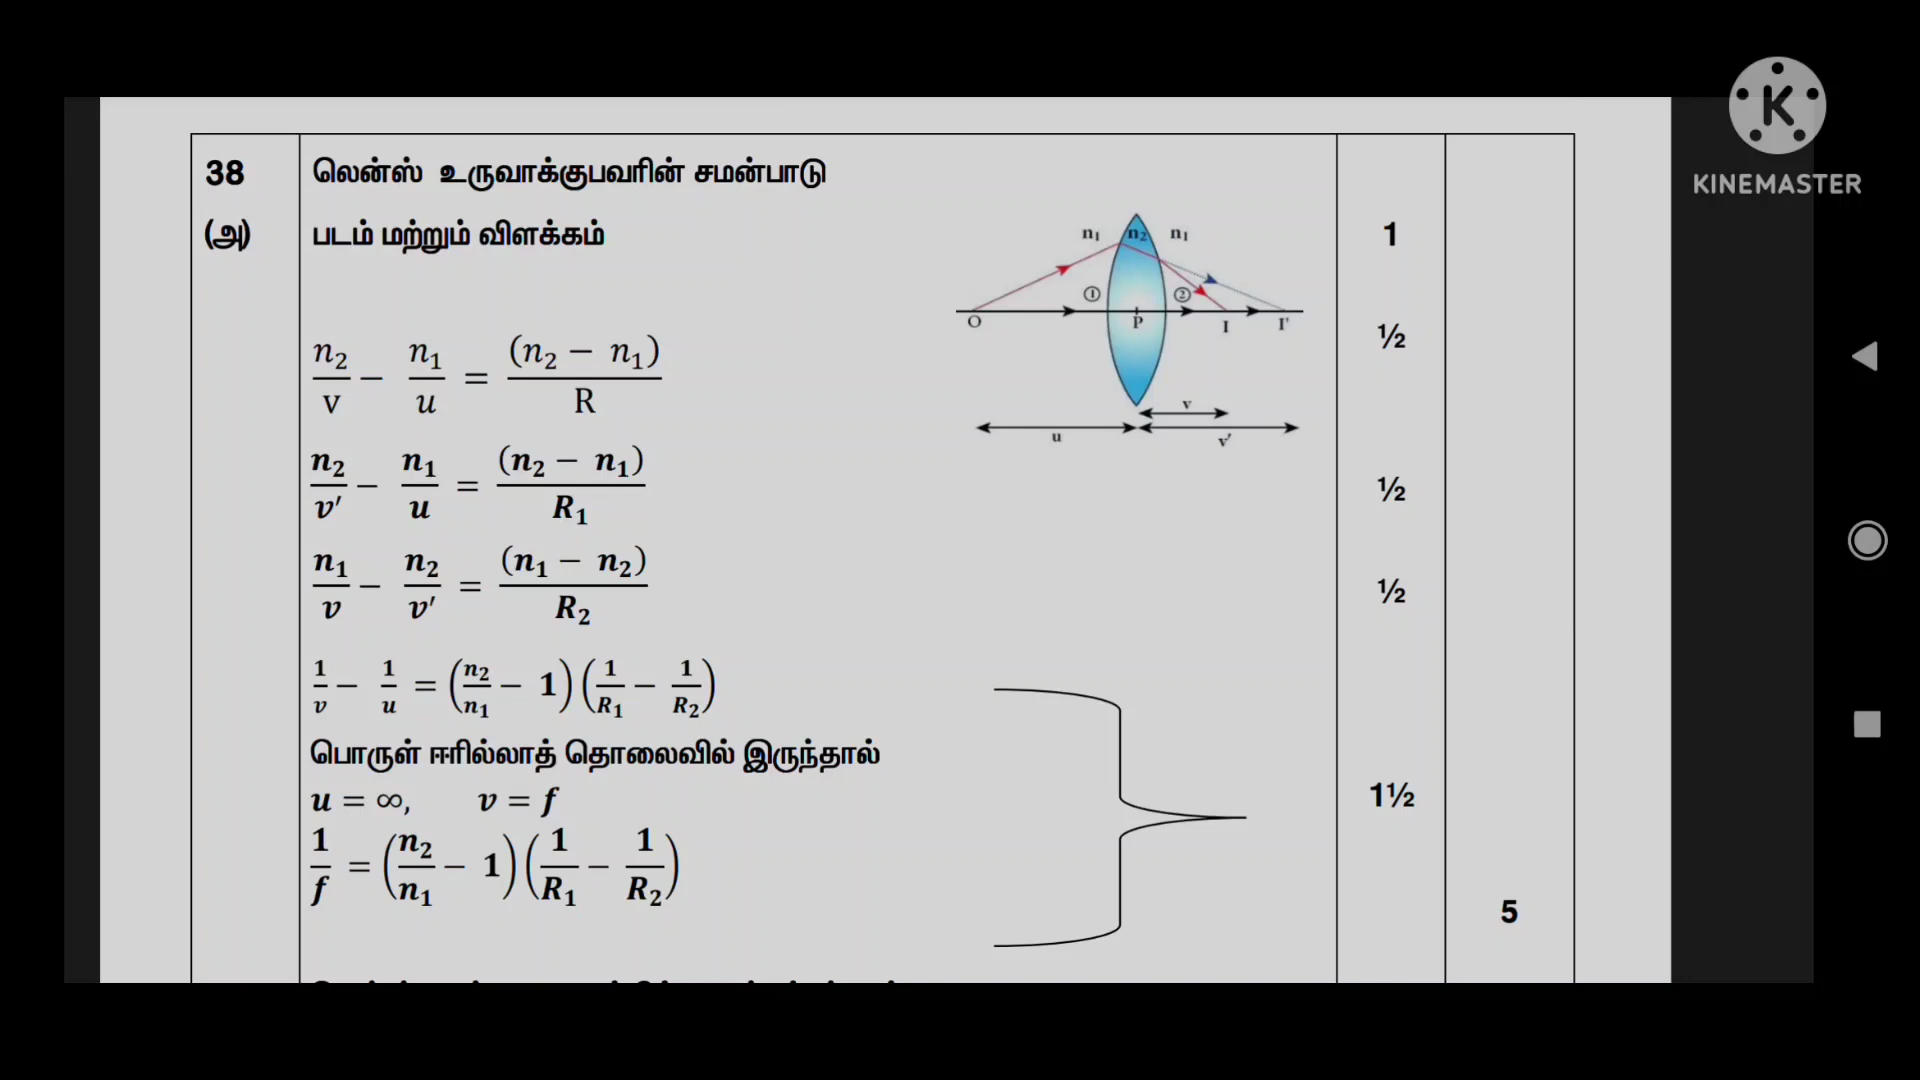 38 லென்ஸ் உருவாக்குபவரின் சமன்பாடு
(அ) படம் மற்றும் விளக்கம் 1
n₁ n₂ n₁
① ②
O P I I'
v
u v'
n₂/v − n₁/u = (n₂ − n₁)/R ½
n₂/v′ − n₁/u = (n₂ − n₁)/R₁ ½
n₁/v − n₂/v′ = (n₁ − n₂)/R₂ ½
1/v − 1/u = (n₂/n₁ − 1)(1/R₁ − 1/R₂)
பொருள் ஈரில்லாத் தொலைவில் இருந்தால்
u = ∞, v = f 1½
1/f = (n₂/n₁ − 1)(1/R₁ − 1/R₂)
5
K
KINEMASTER